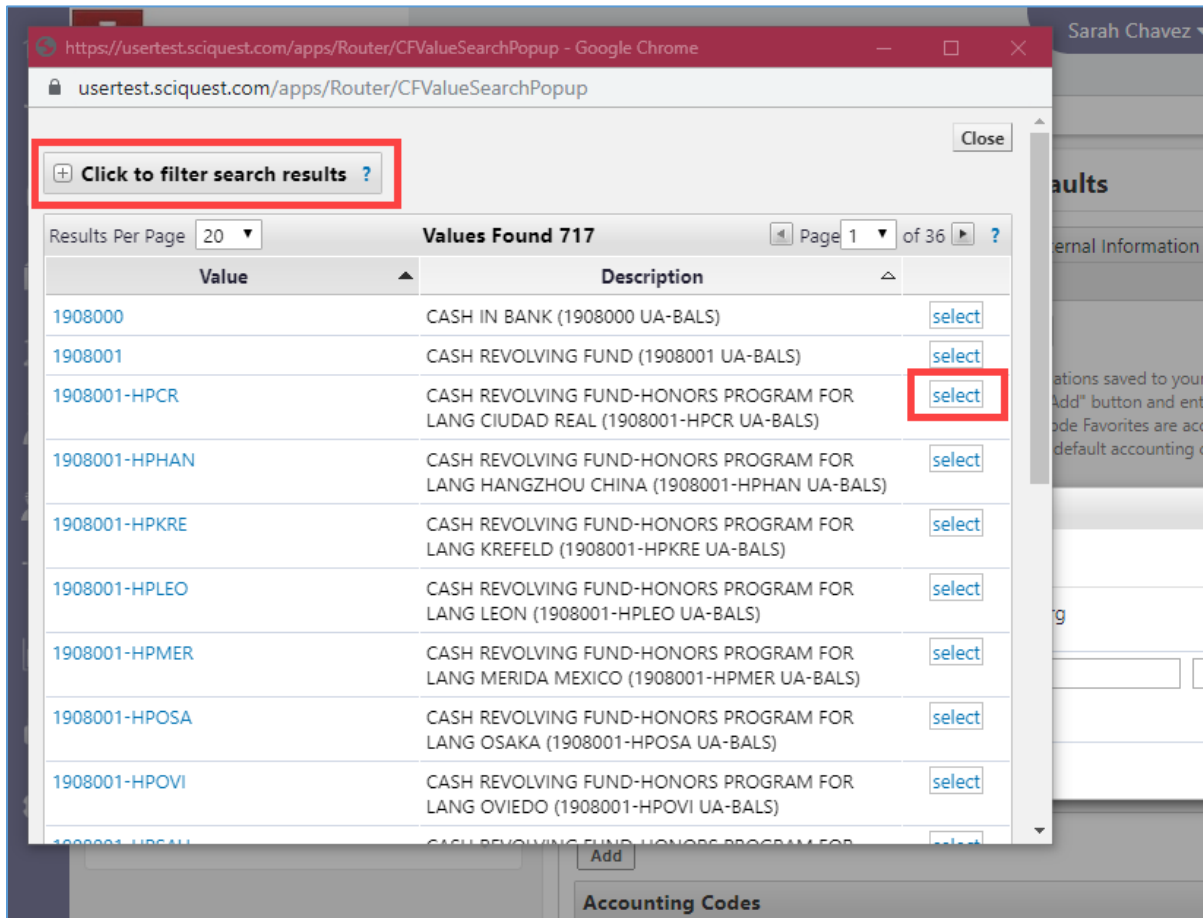 Sarah Chavez
https://usertest.sciquest.com/apps/Router/CFValueSearchPopup - Google Chrome
usertest.sciquest.com/apps/Router/CFValueSearchPopup
Close
Click to filter search results ?
Results Per Page 20 Values Found 717 Page 1 of 36 ?
Value Description
1908000 CASH IN BANK (1908000 UA-BALS) select
1908001 CASH REVOLVING FUND (1908001 UA-BALS) select
1908001-HPCR CASH REVOLVING FUND-HONORS PROGRAM FOR select
LANG CIUDAD REAL (1908001-HPCR UA-BALS)
1908001-HPHAN CASH REVOLVING FUND-HONORS PROGRAM FOR select
LANG HANGZHOU CHINA (1908001-HPHAN UA-BALS)
1908001-HPKRE CASH REVOLVING FUND-HONORS PROGRAM FOR select
LANG KREFELD (1908001-HPKRE UA-BALS)
1908001-HPLEO CASH REVOLVING FUND-HONORS PROGRAM FOR select
LANG LEON (1908001-HPLEO UA-BALS)
1908001-HPMER CASH REVOLVING FUND-HONORS PROGRAM FOR select
LANG MERIDA MEXICO (1908001-HPMER UA-BALS)
1908001-HPOSA CASH REVOLVING FUND-HONORS PROGRAM FOR select
LANG OSAKA (1908001-HPOSA UA-BALS)
1908001-HPOVI CASH REVOLVING FUND-HONORS PROGRAM FOR select
LANG OVIEDO (1908001-HPOVI UA-BALS)
aults
ernal Information
ations saved to your
Add" button and ent
ode Favorites are acc
default accounting
rg
Add
Accounting Codes